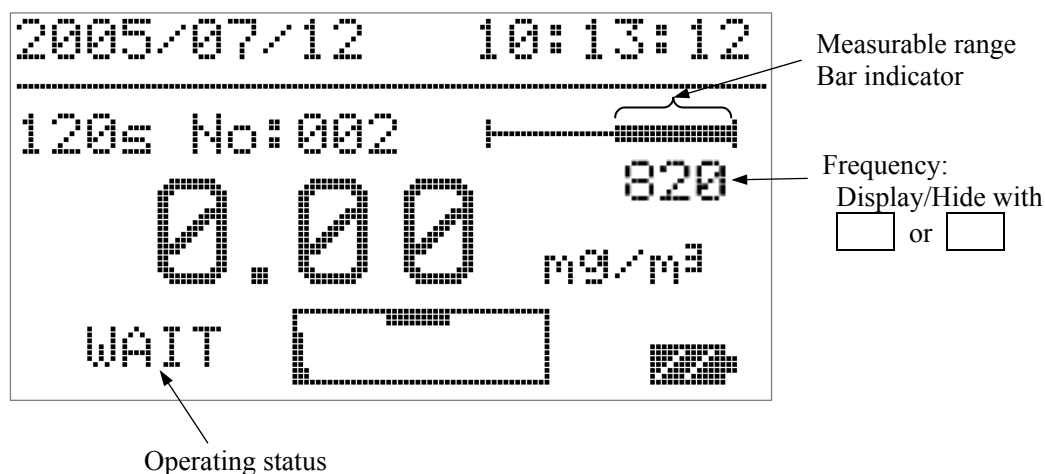 2005/07/12 10:13:12
Measurable range
Bar indicator
120s No:002
820
Frequency:
Display/Hide with
or
0.00 mg/m³
WAIT
Operating status